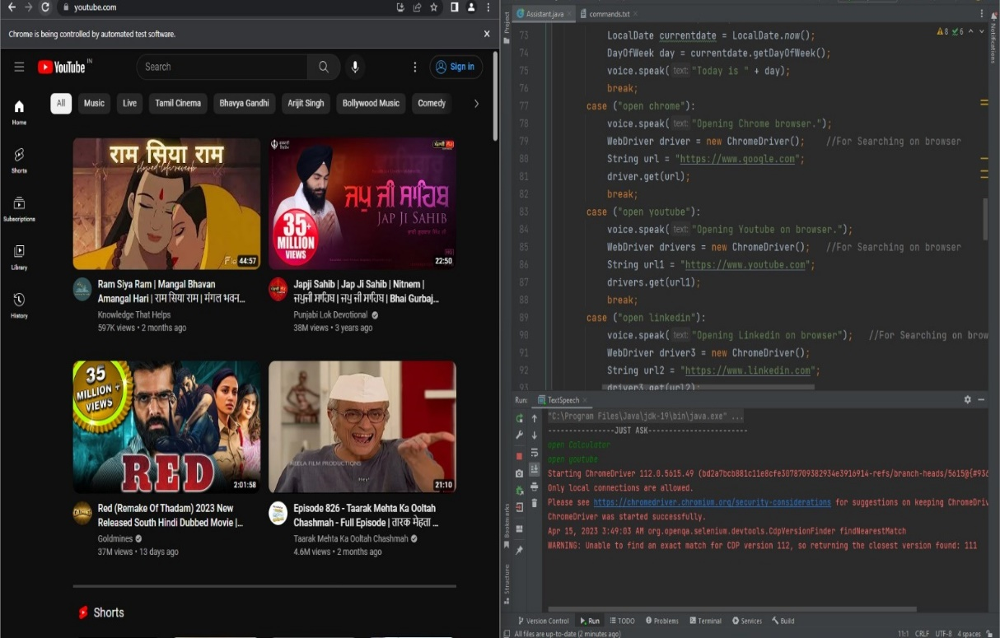 youtube.com
Chrome is being controlled by automated test software.
YouTube IN
Search
Sign in
All Music Live Tamil Cinema Bhavya Gandhi Arijit Singh Bollywood Music Comedy
Home
Shorts
Subscriptions
Library
History
राम सिया राम
slowed+lofi+reverb
44:57
Ram Siya Ram | Mangal Bhavan
Amangal Hari | राम सिया राम | मंगल भवन...
Knowledge That Helps
597K views • 2 months ago
ਜਪੁ ਜੀ ਸਾਹਿਬ
JAP JI SAHIB
35+
MILLION
VIEWS
22:50
Japji Sahib | Jap Ji Sahib | Nitnem |
ਜਪੁਜੀ ਸਾਹਿਬ | ਜਪੁ ਜੀ ਸਾਹਿਬ | Bhai Gurbaj...
Punjabi Lok Devotional
38M views • 3 years ago
35
MILLION +
VIEWS
RED
2:01:58
Red (Remake Of Thadam) 2023 New
Released South Hindi Dubbed Movie |...
Goldmines
37M views • 13 days ago
NEELA FILM PRODUCTIONS
Hey!
21:10
Episode 826 - Taarak Mehta Ka Ooltah
Chashmah - Full Episode | तारक मेहता ...
Taarak Mehta Ka Ooltah Chashmah
4.6M views • 2 months ago
Shorts
Project
Assistant.java commands.txt
Notifications
8 6
73 LocalDate currentdate = LocalDate.now();
74 DayOfWeek day = currentdate.getDayOfWeek();
75 voice.speak( text: "Today is " + day);
76 break;
77 case ("open chrome"):
78 voice.speak( text: "Opening Chrome browser.");
79 WebDriver driver = new ChromeDriver(); //For Searching on browser
80 String url = "https://www.google.com";
81 driver.get(url);
82 break;
83 case ("open youtube"):
84 voice.speak( text: "Opening Youtube on browser.");
85 WebDriver drivers = new ChromeDriver(); //For Searching on browser
86 String url1 = "https://www.youtube.com";
87 drivers.get(url1);
88 break;
89 case ("open linkedin"):
90 voice.speak( text: "Opening Linkedin on browser"); //For Searching on brow
91 WebDriver driver3 = new ChromeDriver();
92 String url2 = "https://www.linkedin.com";
93 driver3.get(url2);
Run: TextSpeech
"C:\Program Files\Java\jdk-19\bin\java.exe" ...
----------------JUST ASK-----------------------
open Calculator
open youtube
Starting ChromeDriver 112.0.5615.49 (bd2a7bcb881c11e8cfe3078709382934e3916914-refs/branch-heads/5615@{#936
Only local connections are allowed.
Please see https://chromedriver.chromium.org/security-considerations for suggestions on keeping ChromeDriv
ChromeDriver was started successfully.
Apr 15, 2023 3:49:03 AM org.openqa.selenium.devtools.CdpVersionFinder findNearestMatch
WARNING: Unable to find an exact match for CDP version 112, so returning the closest version found: 111
Bookmarks
Structure
Version Control Run TODO Problems Terminal Services Build
All files are up-to-date (2 minutes ago)
11:1 CRLF UTF-8 4 spaces